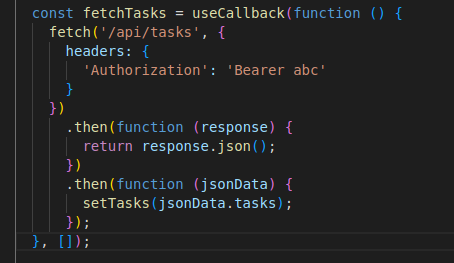 const fetchTasks = useCallback(function () {
  fetch('/api/tasks', {
    headers: {
      'Authorization': 'Bearer abc'
    }
  })
    .then(function (response) {
      return response.json();
    })
    .then(function (jsonData) {
      setTasks(jsonData.tasks);
    });
}, []);